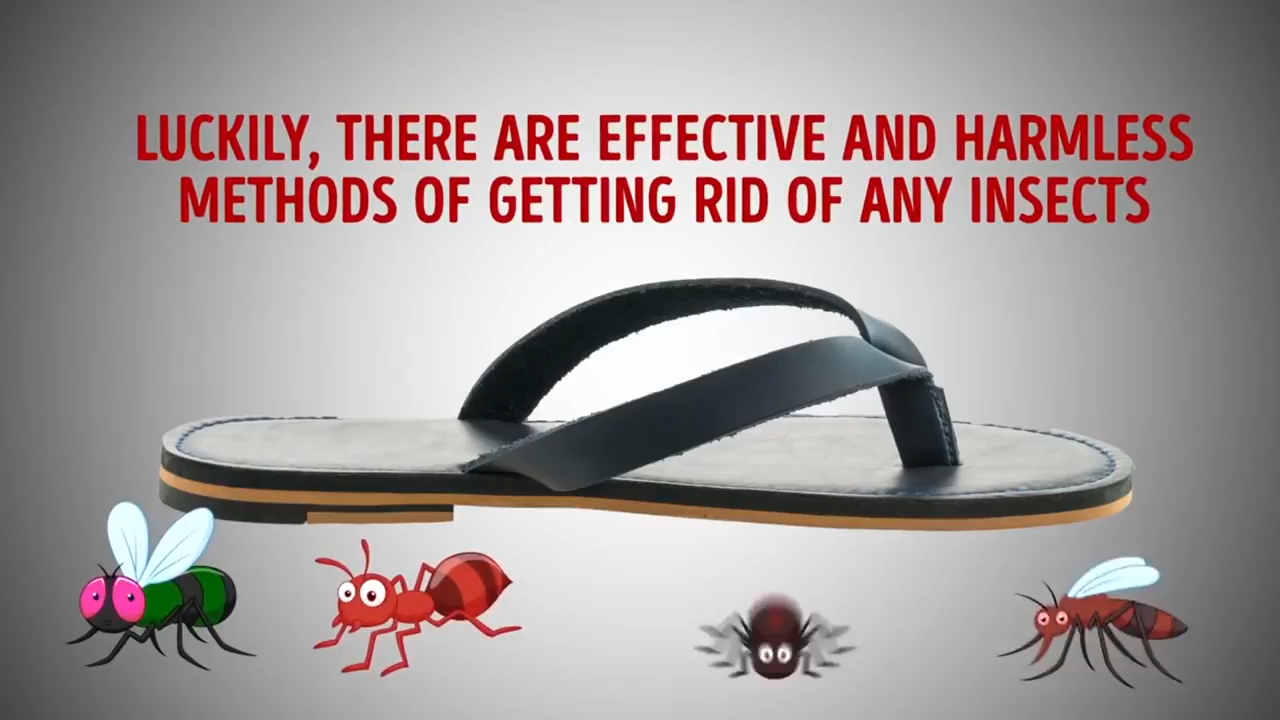 LUCKILY, THERE ARE EFFECTIVE AND HARMLESS
METHODS OF GETTING RID OF ANY INSECTS